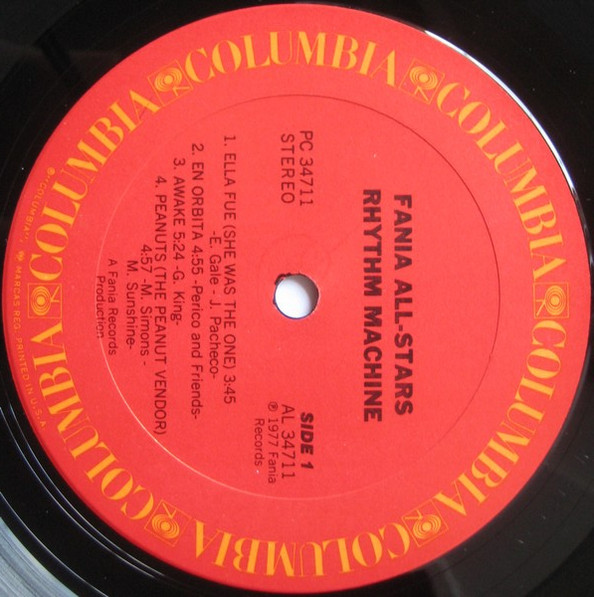 FANIA ALL-STARS
RHYTHM MACHINE
PC 34711
STEREO
SIDE 1
AL 34711
℗ 1977 Fania
Records
1. ELLA FUE (SHE WAS THE ONE) 3:45
-E. Gale - J. Pacheco-
2. EN ORBITA 4:55 -Perico and Friends-
3. AWAKE 5:24 -G. King-
4. PEANUTS (THE PEANUT VENDOR)
4:57 -M. Simons -
M. Sunshine-
A Fania Records
Production
COLUMBIA COLUMBIA COLUMBIA COLUMBIA COLUMBIA COLUMBIA COLUMBIA COLUMBIA
® "COLUMBIA", MARCAS REG. PRINTED IN U.S.A.